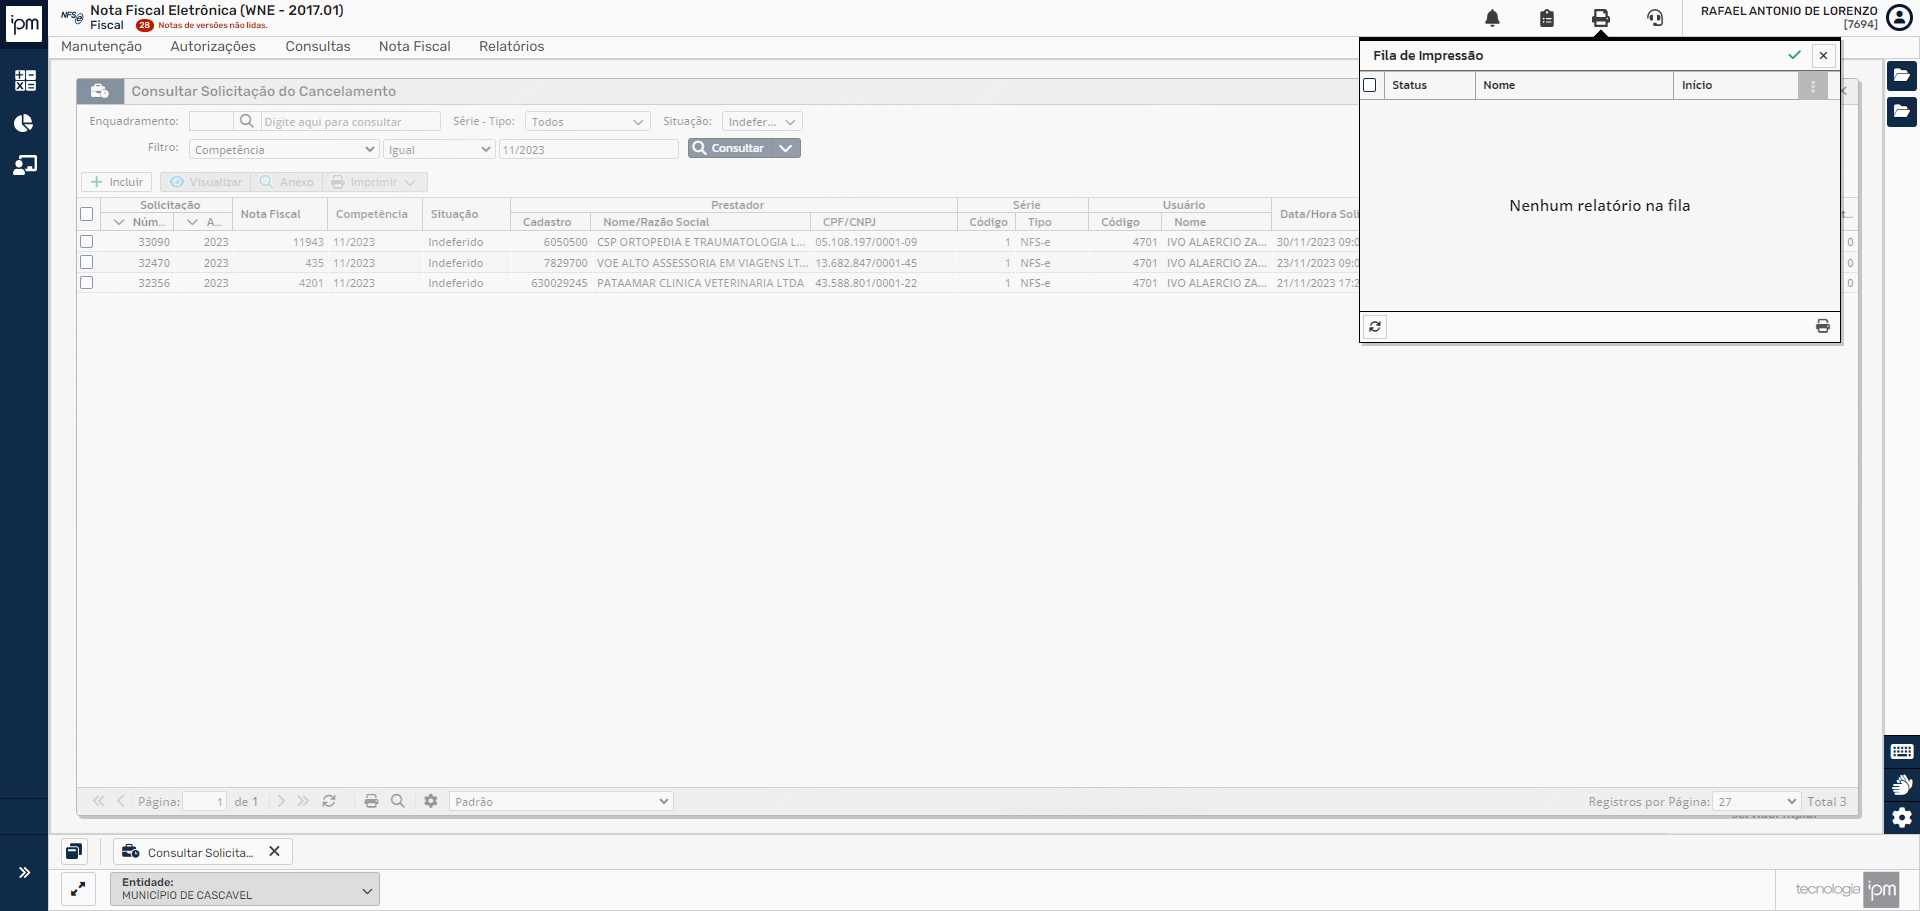 ipm
NFS-e
Nota Fiscal Eletrônica (WNE - 2017.01)
Fiscal
28
Notas de versões não lidas.
RAFAEL ANTONIO DE LORENZO
[7694]
Manutenção Autorizações Consultas Nota Fiscal Relatórios
Consultar Solicitação do Cancelamento
Enquadramento: Digite aqui para consultar Série - Tipo: Todos Situação: Indefer...
Filtro: Competência Igual 11/2023 Consultar
Incluir Visualizar Anexo Imprimir
Solicitação Nota Fiscal Competência Situação Prestador Série Usuário Data/Hora Soli
Núm... A... Cadastro Nome/Razão Social CPF/CNPJ Código Tipo Código Nome
33090 2023 11943 11/2023 Indeferido 6050500 CSP ORTOPEDIA E TRAUMATOLOGIA L... 05.108.197/0001-09 1 NFS-e 4701 IVO ALAERCIO ZA... 30/11/2023 09:0 0
32470 2023 435 11/2023 Indeferido 7829700 VOE ALTO ASSESSORIA EM VIAGENS LT... 13.682.847/0001-45 1 NFS-e 4701 IVO ALAERCIO ZA... 23/11/2023 09:0 0
32356 2023 4201 11/2023 Indeferido 630029245 PATAAMAR CLINICA VETERINARIA LTDA 43.588.801/0001-22 1 NFS-e 4701 IVO ALAERCIO ZA... 21/11/2023 17:2 0
Fila de Impressão
Status Nome Início
Nenhum relatório na fila
Página: 1 de 1 Padrão Registros por Página: 27 Total 3
Consultar Solicita...
Entidade:
MUNICÍPIO DE CASCAVEL
tecnologia ipm